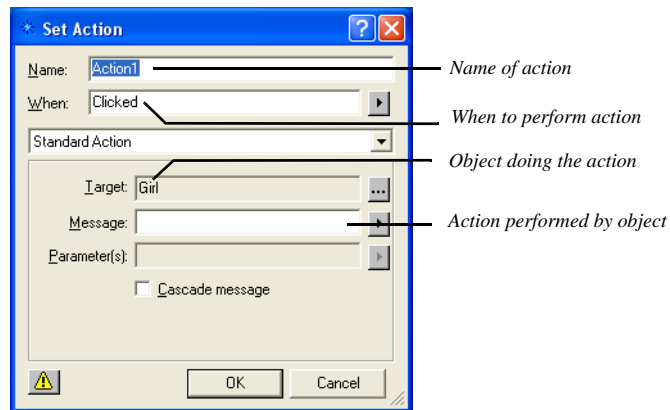 Set Action
Name: Action1
Name of action
When: Clicked
When to perform action
Standard Action
Object doing the action
Target: Girl ...
Message:
Action performed by object
Parameter(s):
Cascade message
OK Cancel